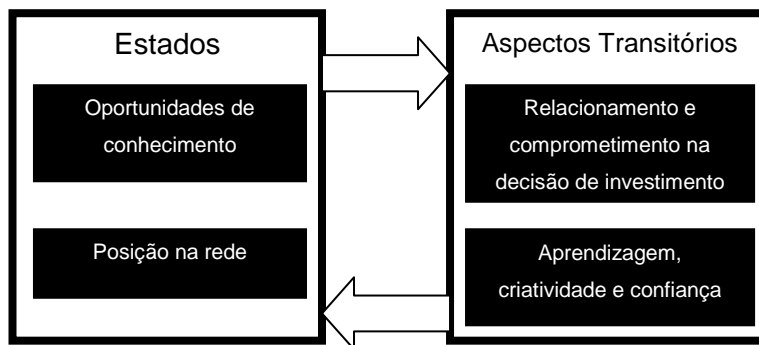 Estados
Oportunidades de
conhecimento
Posição na rede
Aspectos Transitórios
Relacionamento e
comprometimento na
decisão de investimento
Aprendizagem,
criatividade e confiança